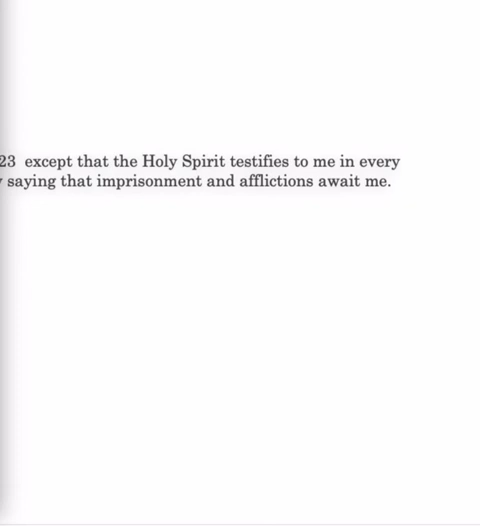 23 except that the Holy Spirit testifies to me in every
saying that imprisonment and afflictions await me.